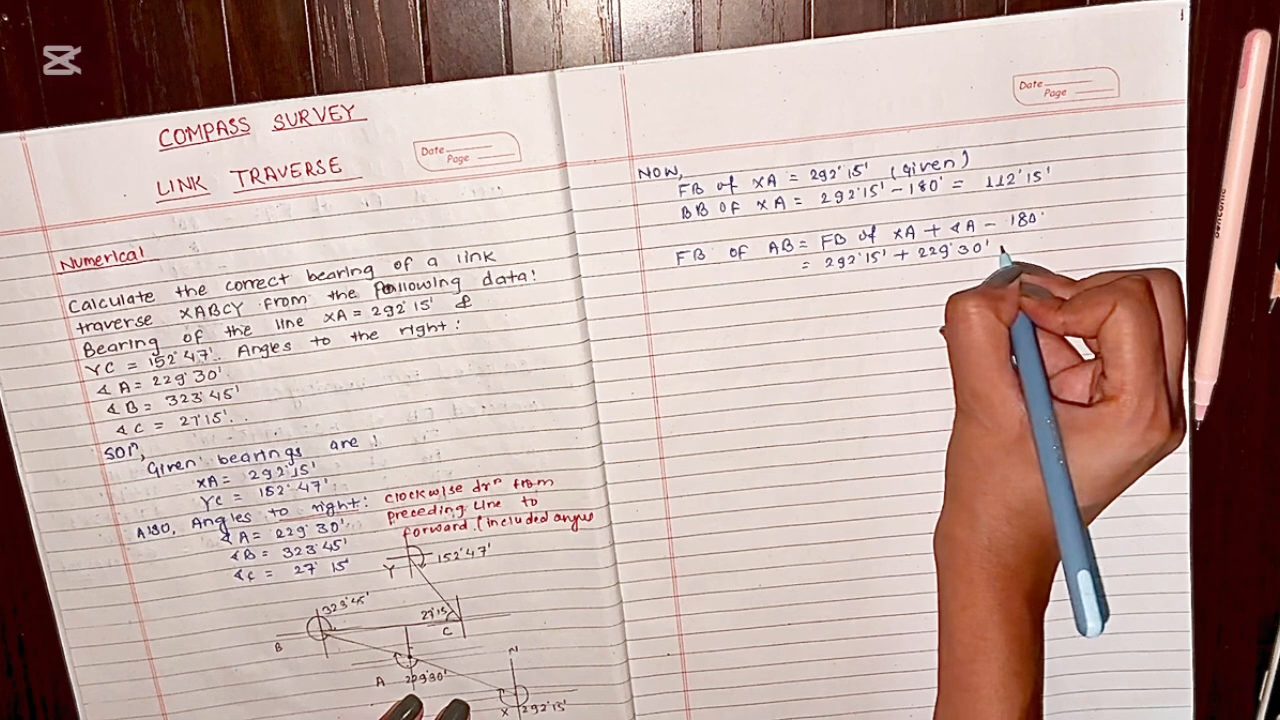 COMPASS SURVEY
LINK TRAVERSE
Date
Page
Numerical
Calculate the correct bearing of a link
traverse XABCY from the following data:
Bearing of the line XA = 292°15' &
YC = 152°47'. Angles to the right:
∠A = 229°30'
∠B = 323°45'
∠C = 27°15'.
Soln,
Given bearings are:
XA = 292°15'
YC = 152°47'
Also, Angles to right: clockwise drn from
preceding line to
forward (included angle
∠A = 229°30'
∠B = 323°45'
∠C = 27°15'
Y
152°47'
323°45'
27°15
B
C
A
229°30'
N
X
292°15'
Date
Page
NOW,
FB of XA = 292°15' (Given)
BB OF XA = 292°15' - 180° = 112°15'
FB OF AB = FB of XA + ∠A - 180°
= 292°15' + 229°30'